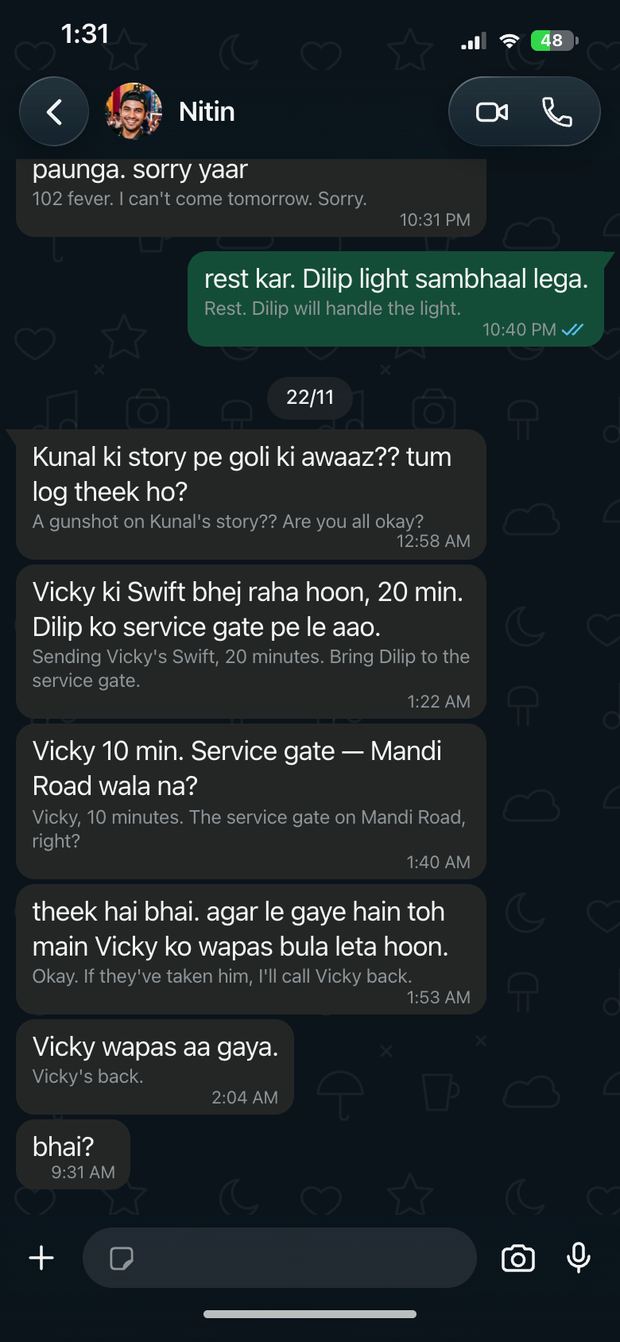 1:31
48
Nitin
paunga. sorry yaar
102 fever. I can't come tomorrow. Sorry.
10:31 PM
rest kar. Dilip light sambhaal lega.
Rest. Dilip will handle the light.
10:40 PM
22/11
Kunal ki story pe goli ki awaaz?? tum
log theek ho?
A gunshot on Kunal's story?? Are you all okay?
12:58 AM
Vicky ki Swift bhej raha hoon, 20 min.
Dilip ko service gate pe le aao.
Sending Vicky's Swift, 20 minutes. Bring Dilip to the
service gate.
1:22 AM
Vicky 10 min. Service gate — Mandi
Road wala na?
Vicky, 10 minutes. The service gate on Mandi Road,
right?
1:40 AM
theek hai bhai. agar le gaye hain toh
main Vicky ko wapas bula leta hoon.
Okay. If they've taken him, I'll call Vicky back.
1:53 AM
Vicky wapas aa gaya.
Vicky's back.
2:04 AM
bhai?
9:31 AM